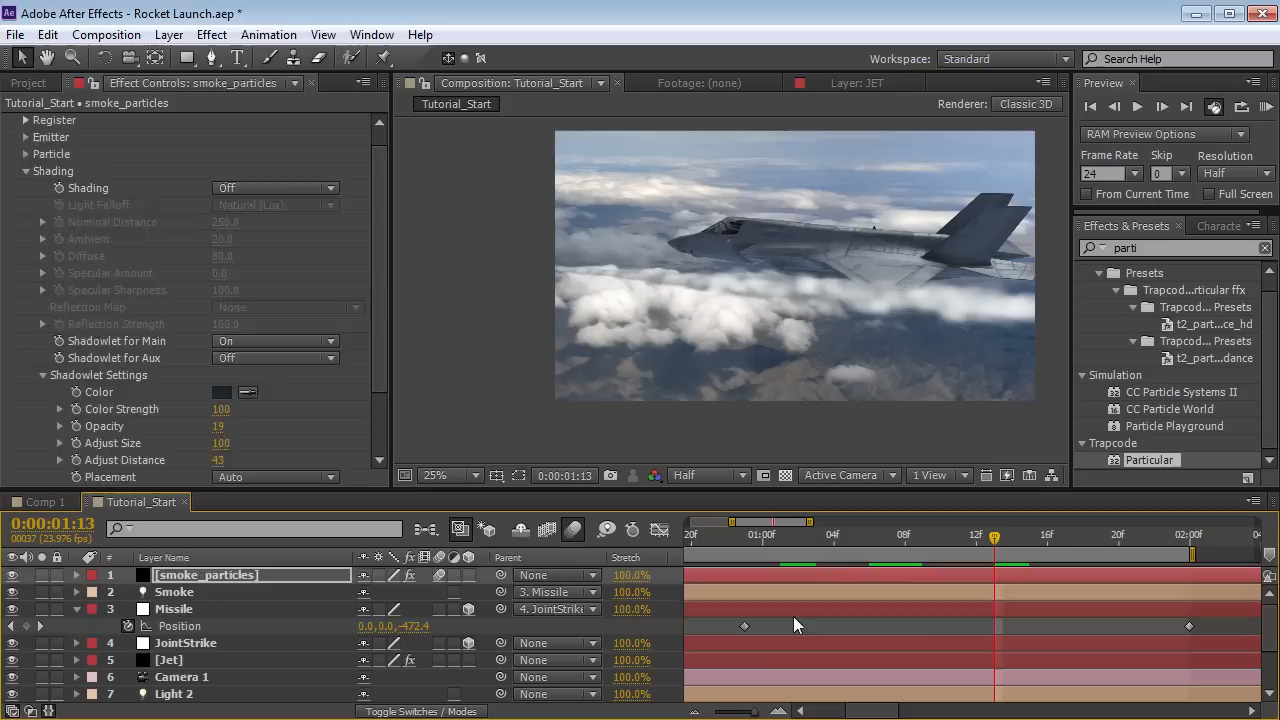 Adobe After Effects - Rocket Launch.aep *
File Edit Composition Layer Effect Animation View Window Help
Workspace: Standard Search Help
Project Effect Controls: smoke_particles Composition: Tutorial_Start Footage: (none) Layer: JET Preview
Tutorial_Start • smoke_particles Tutorial_Start Renderer: Classic 3D
Register
Emitter
Particle
Shading
Shading Off
Light Falloff Natural (Lux)
Nominal Distance 250.0
Ambient 20.0
Diffuse 80.0
Specular Amount 0.0
Specular Sharpness 100.0
Reflection Map None
Reflection Strength 100.0
Shadowlet for Main On
Shadowlet for Aux Off
Shadowlet Settings
Color
Color Strength 100
Opacity 19
Adjust Size 100
Adjust Distance 43
Placement Auto
25% 0:00:01:13 Half Active Camera 1 View
RAM Preview Options
Frame Rate Skip Resolution
24 0 Half
From Current Time Full Screen
Effects & Presets Characte
parti
Presets
Trapcod...rticular ffx
Trapcod... Presets
t2_part...ce_hd
Trapcod... Presets
t2_part...dance
Simulation
CC Particle Systems II
CC Particle World
Particle Playground
Trapcode
Particular
Comp 1 Tutorial_Start
0:00:01:13
00037 (23.976 fps)
20f 01:00f 04f 08f 12f 16f 20f 02:00f 04
# Layer Name Parent Stretch
1 [smoke_particles] None 100.0%
2 Smoke 3. Missile 100.0%
3 Missile 4. JointStrike 100.0%
Position 0.0,0.0,-472.4
4 JointStrike None 100.0%
5 [Jet] None 100.0%
6 Camera 1 None 100.0%
7 Light 2 None 100.0%
Toggle Switches / Modes